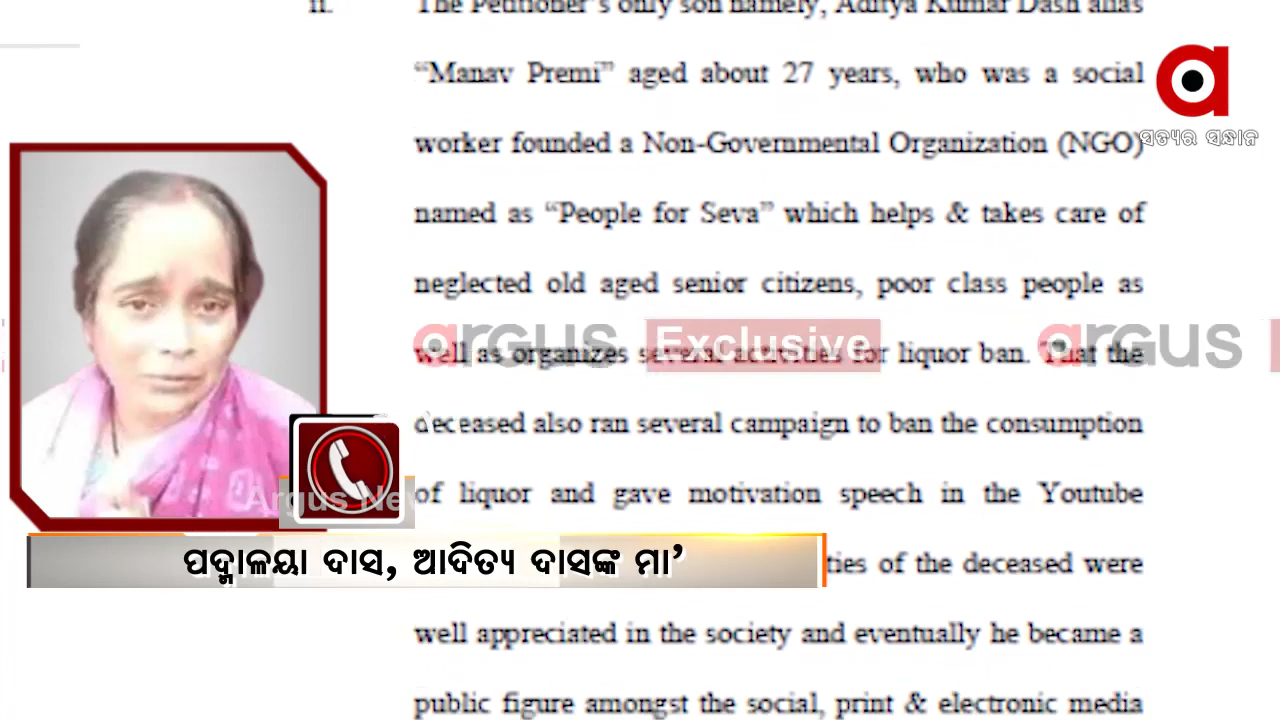 ii. The Petitioner's only son namely, Aditya Kumar Dash alias
“Manav Premi” aged about 27 years, who was a social
worker founded a Non-Governmental Organization (NGO)
named as “People for Seva” which helps & takes care of
neglected old aged senior citizens, poor class people as
well as organizes several activities for liquor ban. That the
deceased also ran several campaign to ban the consumption
of liquor and gave motivation speech in the Youtube
ties of the deceased were
well appreciated in the society and eventually he became a
public figure amongst the social, print & electronic media
a
ସତ୍ୟର ସନ୍ଧାନ
argus Exclusive
argus
Argus New
ପଦ୍ମାଳୟା ଦାସ, ଆଦିତ୍ୟ ଦାସଙ୍କ ମା’